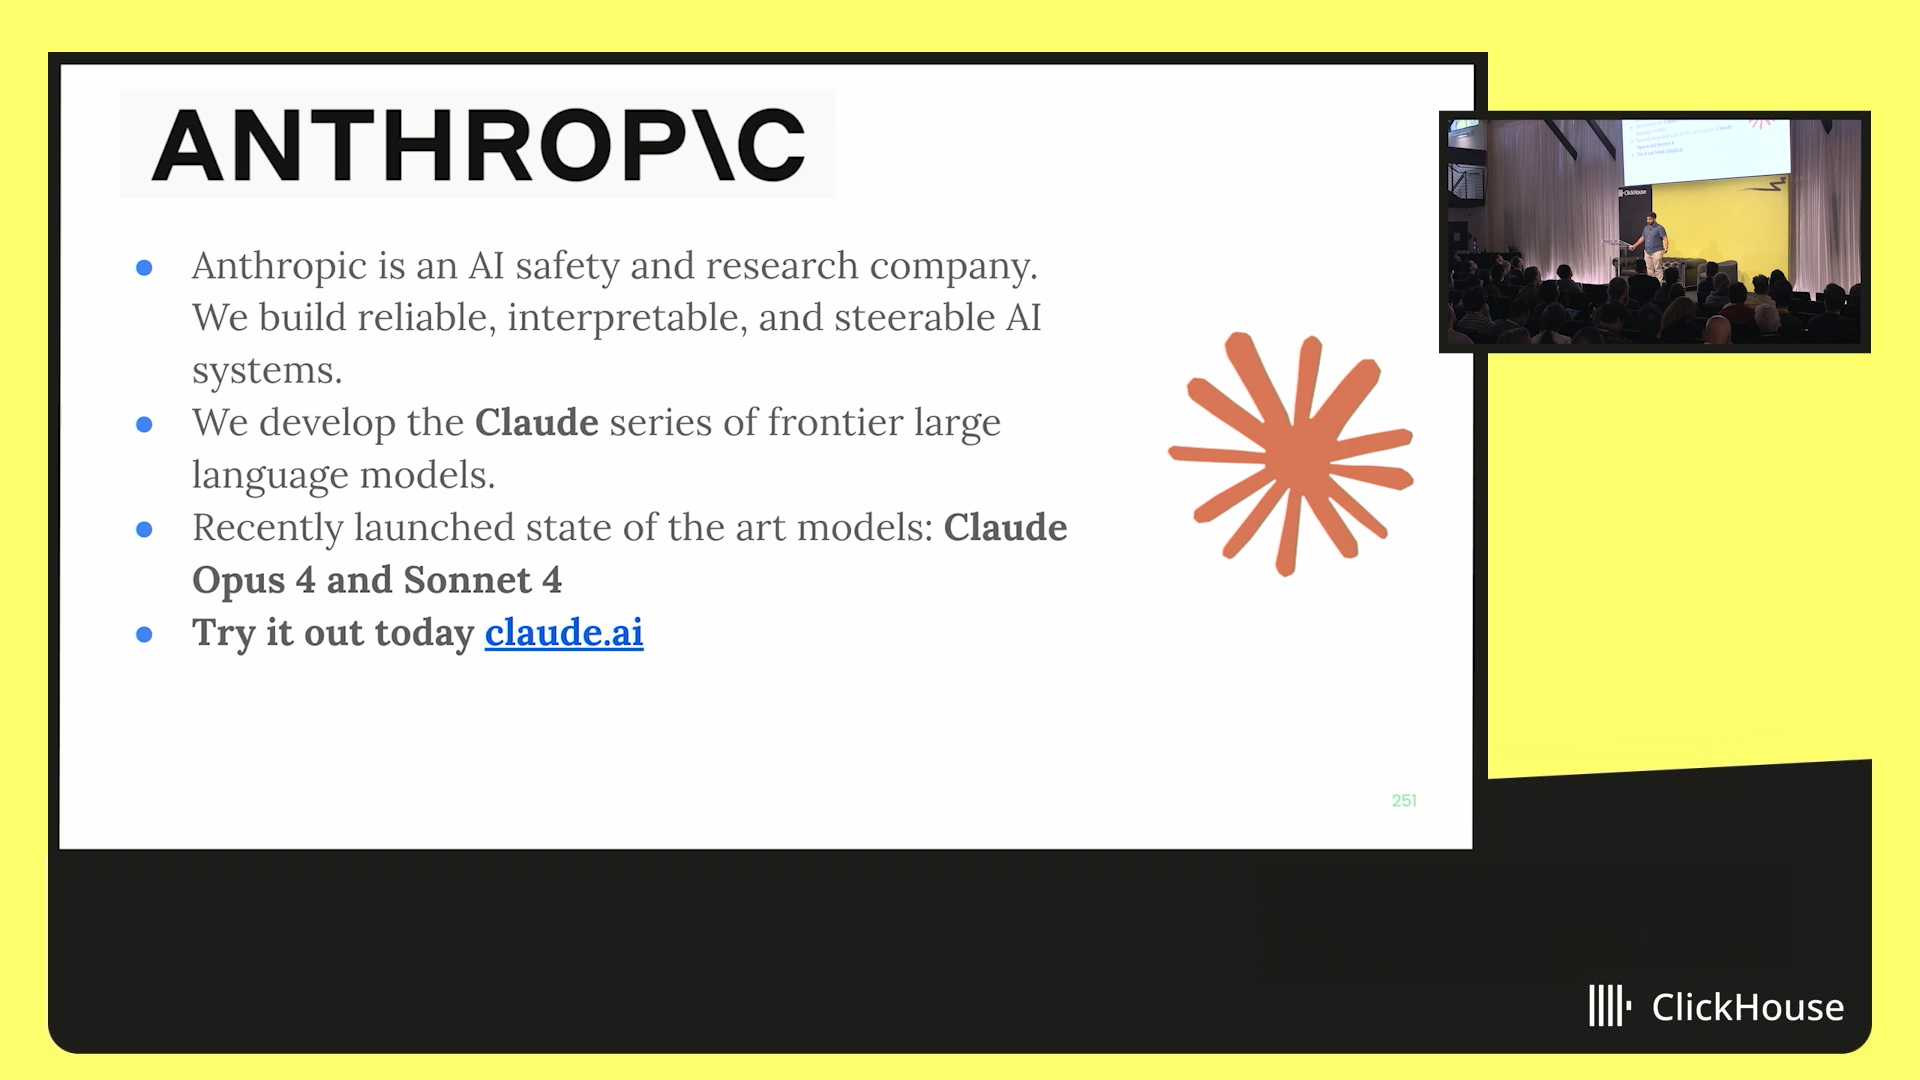 ANTHROP\C
● Anthropic is an AI safety and research company.
We build reliable, interpretable, and steerable AI
systems.
● We develop the Claude series of frontier large
language models.
● Recently launched state of the art models: Claude
Opus 4 and Sonnet 4
● Try it out today claude.ai
251
ClickHouse
ClickHouse